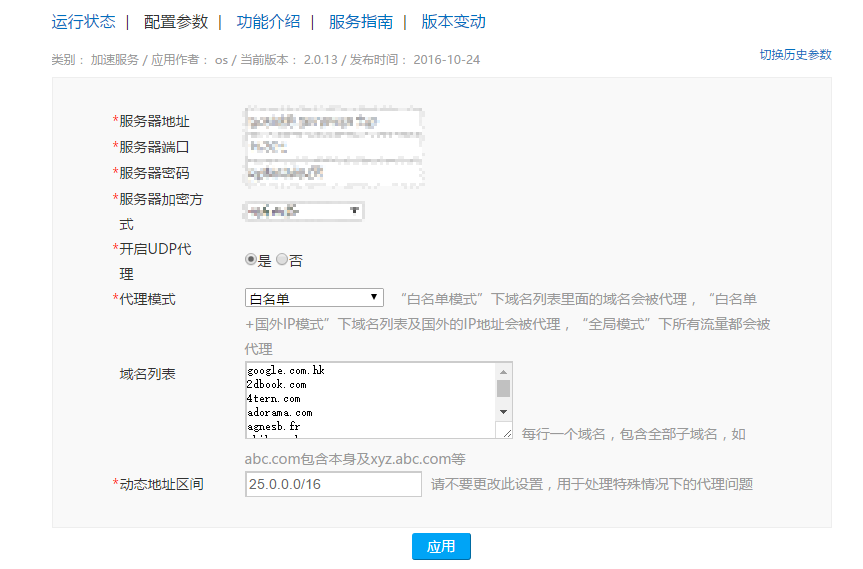 运行状态 | 配置参数 | 功能介绍 | 服务指南 | 版本变动
类别： 加速服务 / 应用作者： os / 当前版本： 2.0.13 / 发布时间： 2016-10-24
切换历史参数
*服务器地址
*服务器端口
*服务器密码
*服务器加密方
式
*开启UDP代
理
是 否
*代理模式 白名单 “白名单模式”下域名列表里面的域名会被代理，“白名单
+国外IP模式”下域名列表及国外的IP地址会被代理，“全局模式”下所有流量都会被
代理
域名列表
google.com.hk
2dbook.com
4tern.com
adorama.com
agnesb.fr
每行一个域名，包含全部子域名，如
abc.com包含本身及xyz.abc.com等
*动态地址区间 25.0.0.0/16 请不要更改此设置，用于处理特殊情况下的代理问题
应用